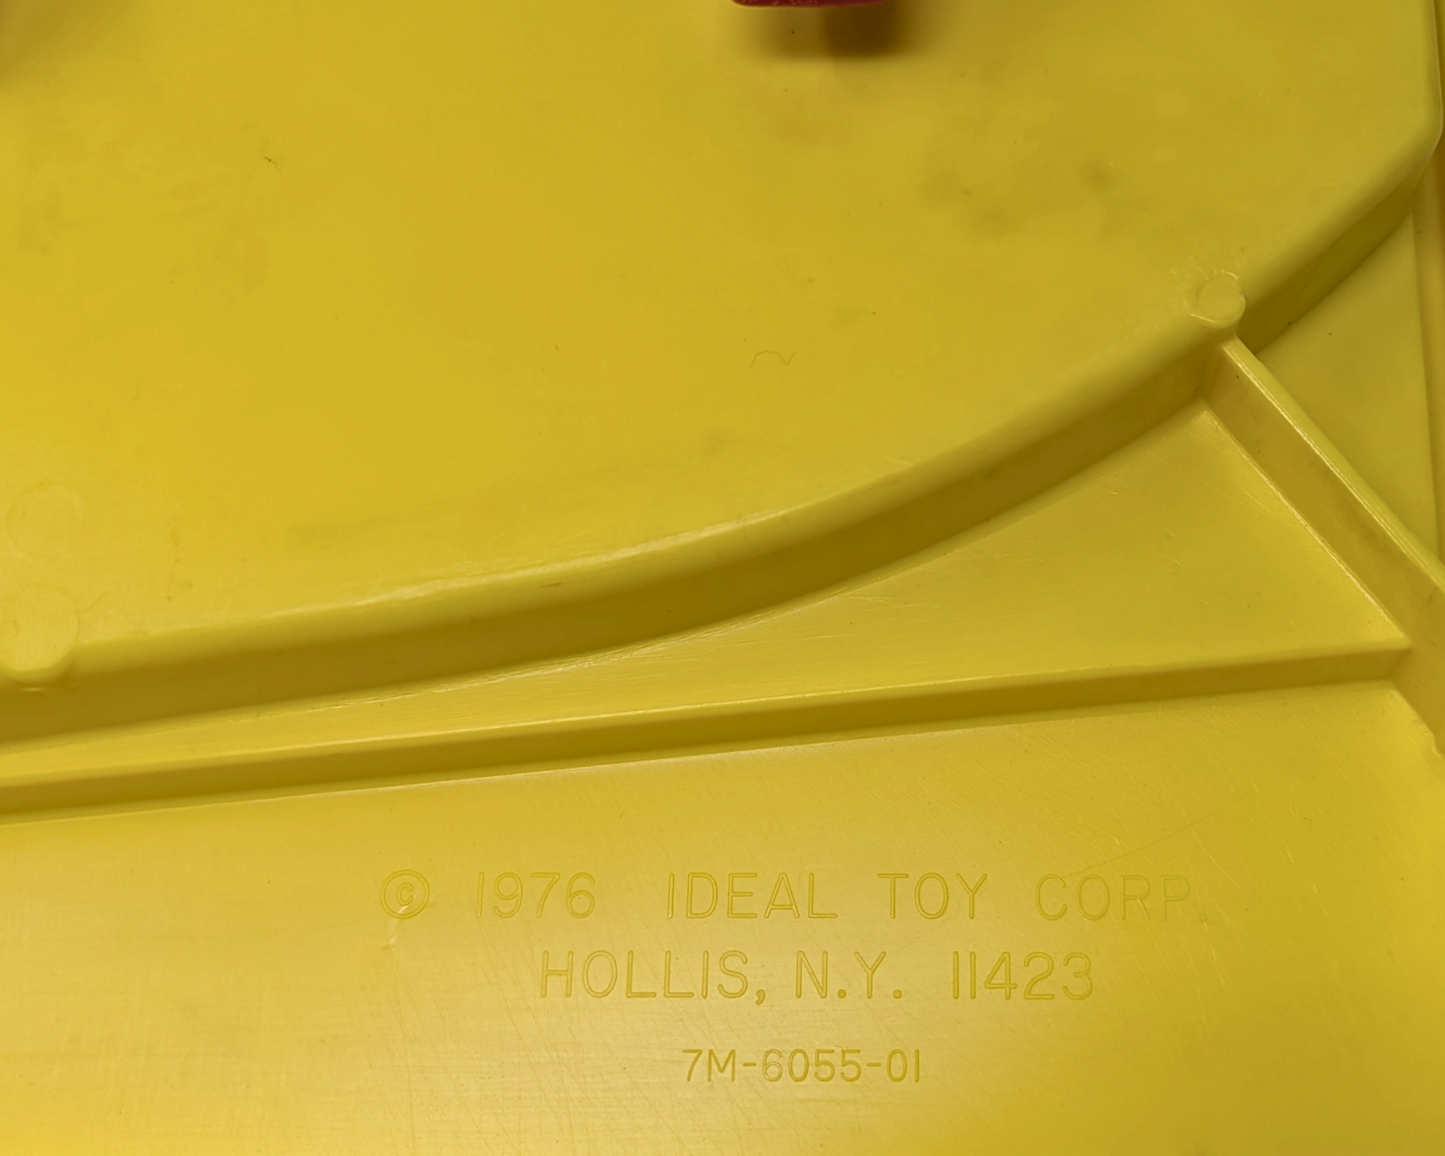 © 1976 IDEAL TOY CORP.
HOLLIS, N.Y. 11423
7M-6055-01